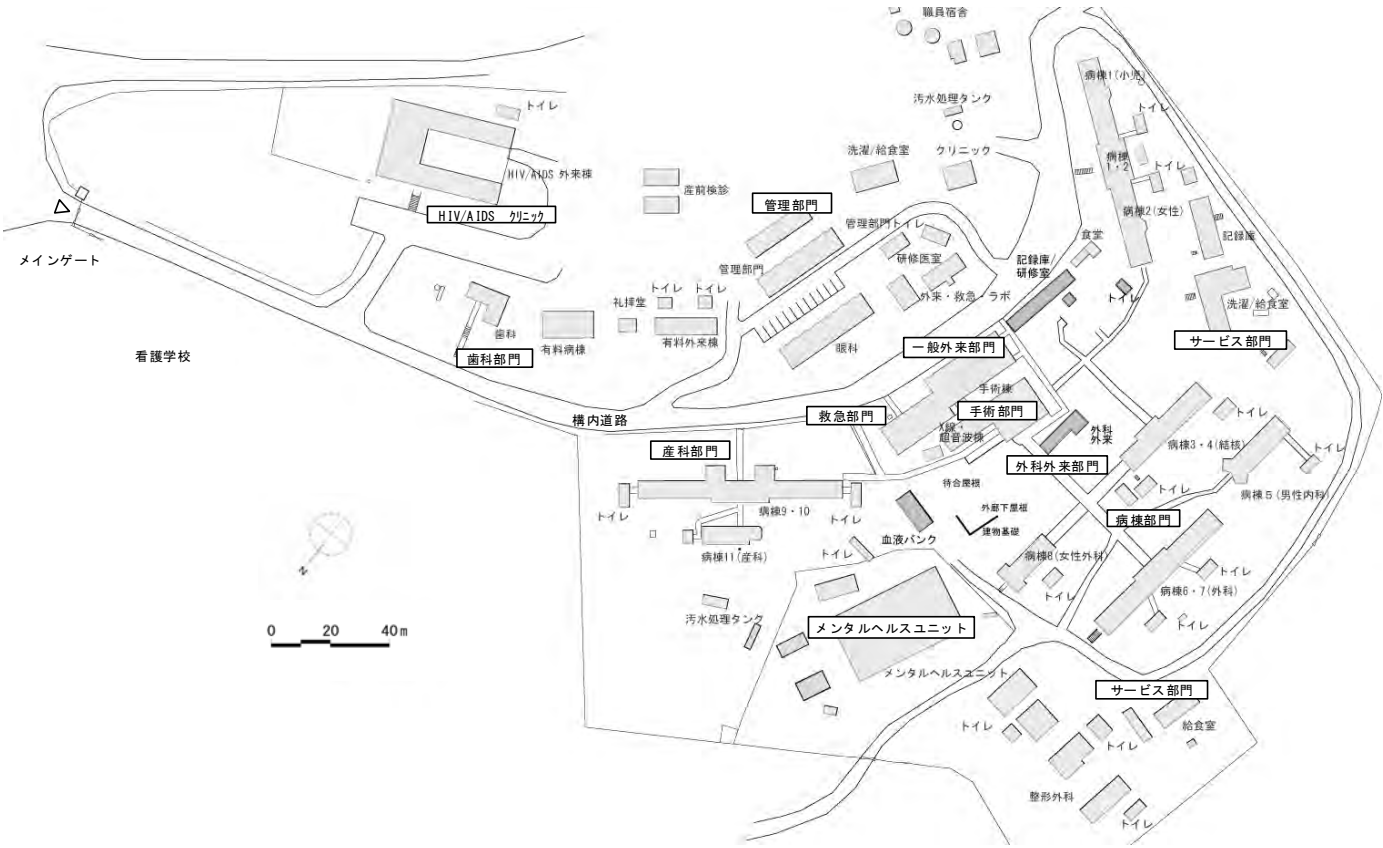 職員宿舎
病棟1(小児)
トイレ
汚水処理タンク
トイレ
洗濯/給食室
クリニック
病棟
1・2
トイレ
HIV/AIDS 外来棟
産前検診
HIV/AIDS クリニック
管理部門
病棟2(女性)
管理部門トイレ
食堂
記録庫
メインゲート
研修医室
記録庫/
研修室
管理部門
トイレ
トイレ
礼拝堂
外来・救急・ラボ
トイレ
洗濯/給食室
歯科
有料病棟
有料外来棟
眼科
一般外来部門
サービス部門
看護学校
歯科部門
手術棟
構内道路
救急部門
手術部門
X線・
超音波棟
外科
外来
トイレ
産科部門
外科外来部門
病棟3・4(結核)
トイレ
待合屋根
トイレ
病棟5(男性内科)
トイレ
病棟9・10
トイレ
外廊下屋根
病棟部門
建物基礎
血液バンク
病棟11(産科)
トイレ
病棟8(女性外科)
トイレ
トイレ
病棟6・7(外科)
N
汚水処理タンク
トイレ
メンタルヘルスユニット
0 20 40m
メンタルヘルスユニット
サービス部門
トイレ
トイレ
給食室
整形外科
トイレ